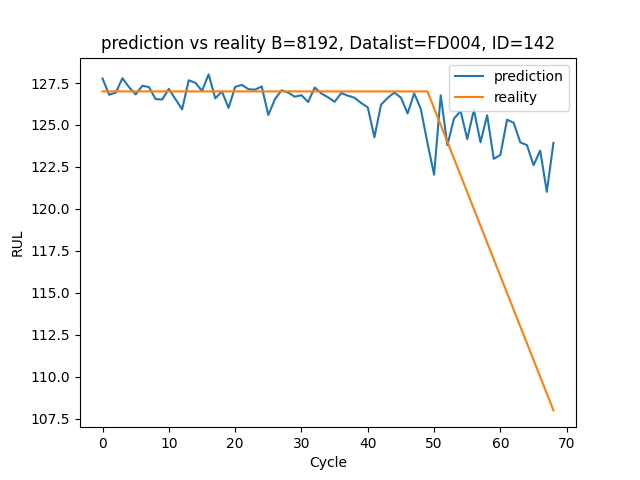 prediction vs reality B=8192, Datalist=FD004, ID=142
prediction
reality
127.5
125.0
122.5
120.0
117.5
115.0
112.5
110.0
107.5
RUL
0 10 20 30 40 50 60 70
Cycle